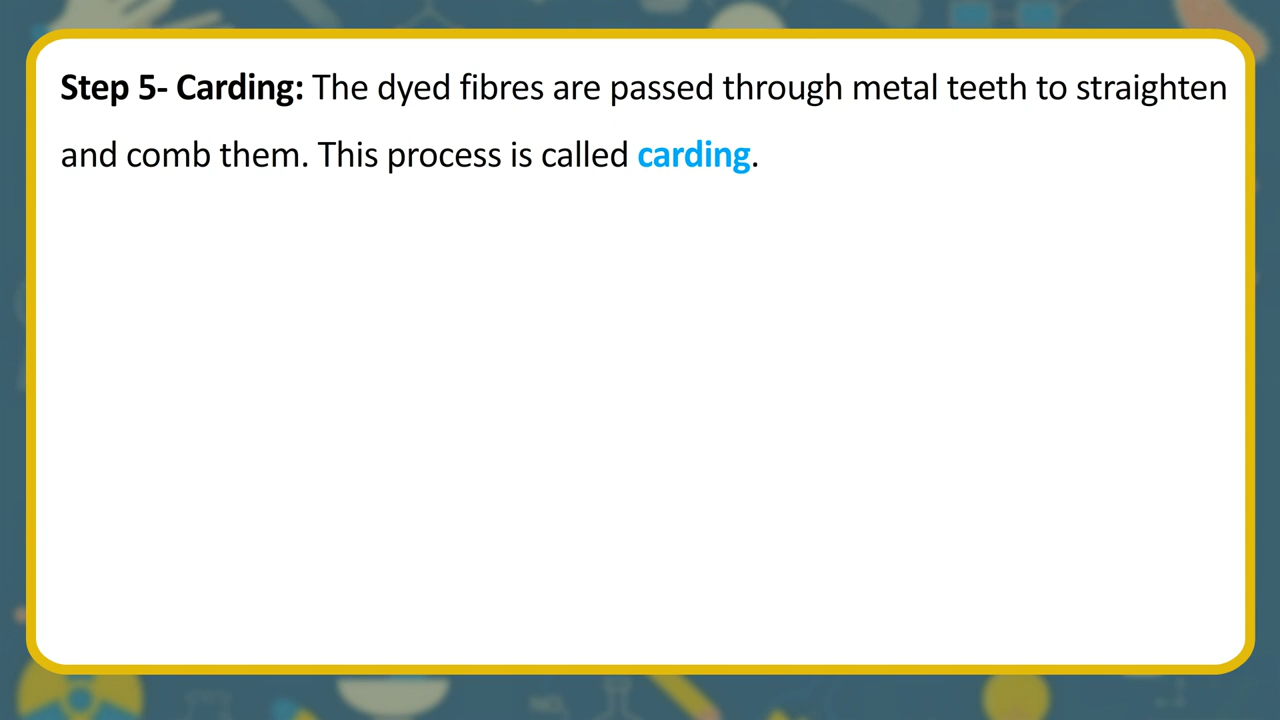 Step 5- Carding: The dyed fibres are passed through metal teeth to straighten
and comb them. This process is called carding.
NO₂